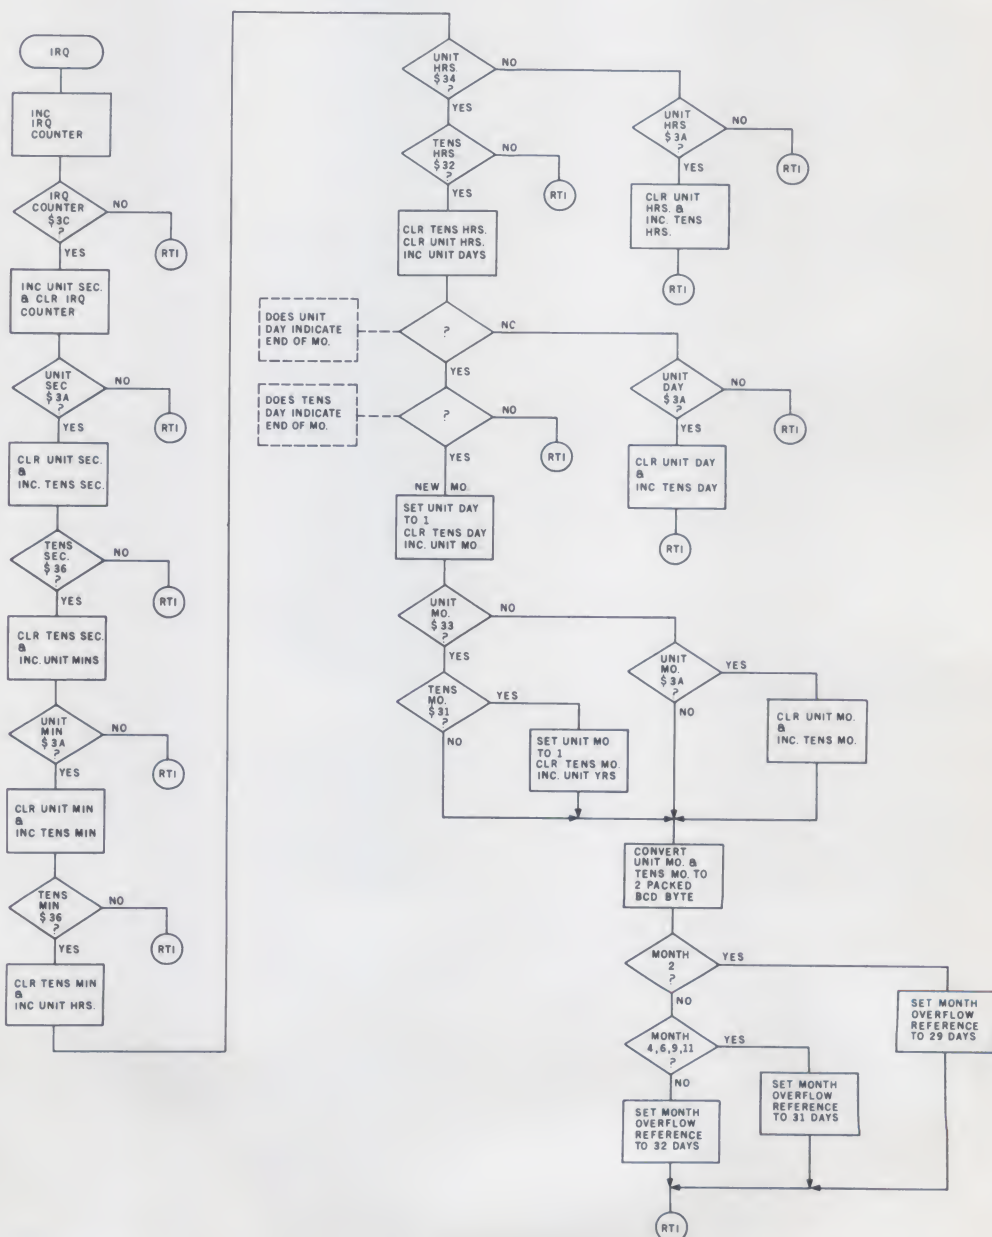 IRQ
INC
IRQ
COUNTER
IRQ
COUNTER
$3C
?
NO
RTI
YES
INC UNIT SEC.
& CLR IRQ
COUNTER
UNIT
SEC
$3A
?
NO
RTI
YES
CLR UNIT SEC.
&
INC. TENS SEC.
TENS
SEC.
$36
?
NO
RTI
YES
CLR TENS SEC.
&
INC. UNIT MINS
UNIT
MIN
$3A
?
NO
RTI
YES
CLR UNIT MIN
&
INC TENS MIN
TENS
MIN
$36
?
NO
RTI
YES
CLR TENS MIN
&
INC UNIT HRS.
UNIT
HRS.
$34
?
NO
YES
UNIT
HRS
$3A
?
NO
RTI
YES
CLR UNIT
HRS. &
INC. TENS
HRS.
RTI
TENS
HRS
$32
?
NO
RTI
YES
CLR TENS HRS.
CLR UNIT HRS.
INC UNIT DAYS
DOES UNIT
DAY INDICATE
END OF MO.
?
NC
YES
UNIT
DAY
$3A
?
NO
RTI
YES
CLR UNIT DAY
&
INC TENS DAY
RTI
DOES TENS
DAY INDICATE
END OF MO.
?
NO
RTI
YES
NEW MO.
SET UNIT DAY
TO 1
CLR TENS DAY
INC. UNIT MO.
UNIT
MO.
$33
?
NO
YES
UNIT
MO.
$3A
?
YES
NO
CLR UNIT MO.
&
INC. TENS MO.
TENS
MO.
$31
?
YES
NO
SET UNIT MO
TO 1
CLR TENS MO.
INC. UNIT YRS
CONVERT
UNIT MO. &
TENS MO. TO
2 PACKED
BCD BYTE
MONTH
2
?
YES
NO
SET MONTH
OVERFLOW
REFERENCE
TO 29 DAYS
MONTH
4,6,9,11
?
YES
NO
SET MONTH
OVERFLOW
REFERENCE
TO 31 DAYS
SET MONTH
OVERFLOW
REFERENCE
TO 32 DAYS
RTI